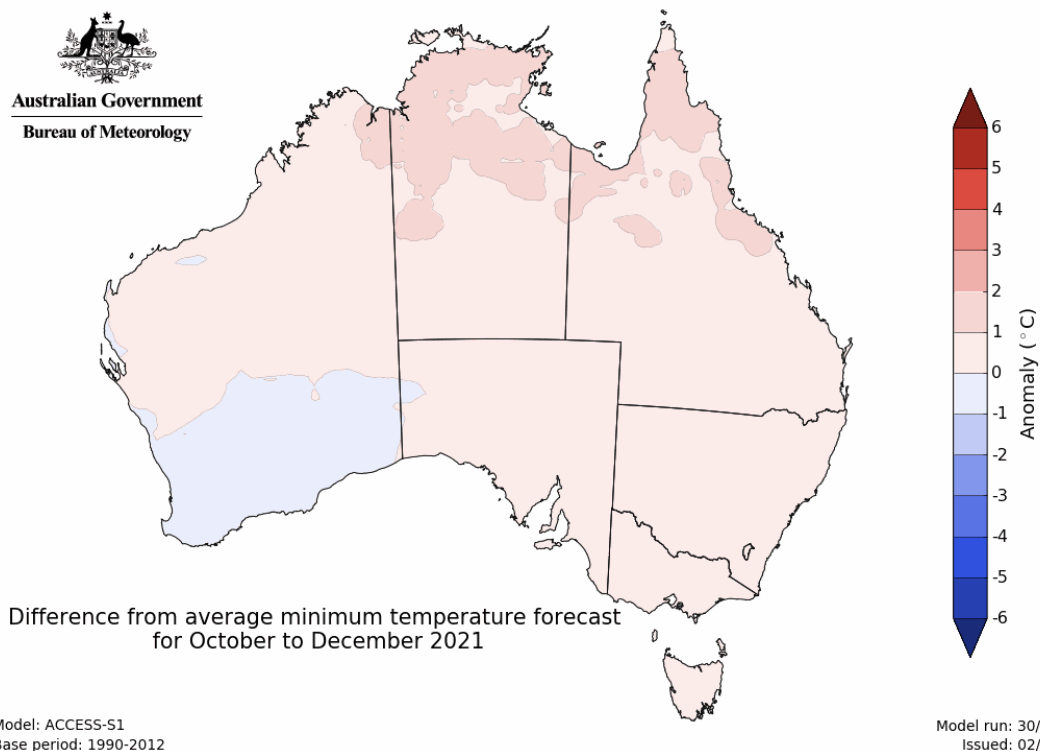 Australian Government
Bureau of Meteorology
6
5
4
3
2
1
0
-1
-2
-3
-4
-5
-6
Anomaly (°C)
Difference from average minimum temperature forecast
for October to December 2021
Model: ACCESS-S1
Base period: 1990-2012
Model run: 30/
Issued: 02/